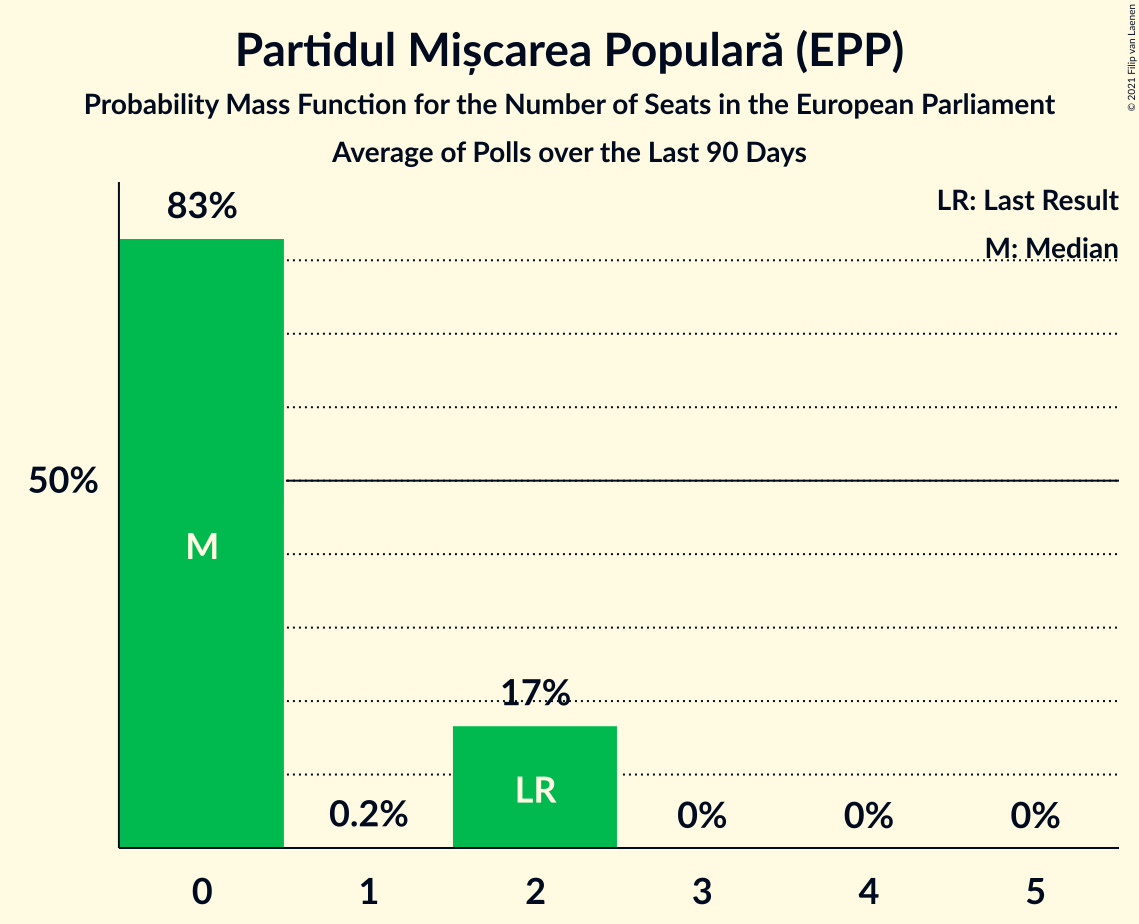 © 2021 Filip van Laenen
Partidul Mișcarea Populară (EPP)
Probability Mass Function for the Number of Seats in the European Parliament
Average of Polls over the Last 90 Days
LR: Last Result
M: Median
83%
50%
M
17%
LR
0.2%
0%
0%
0%
0 1 2 3 4 5